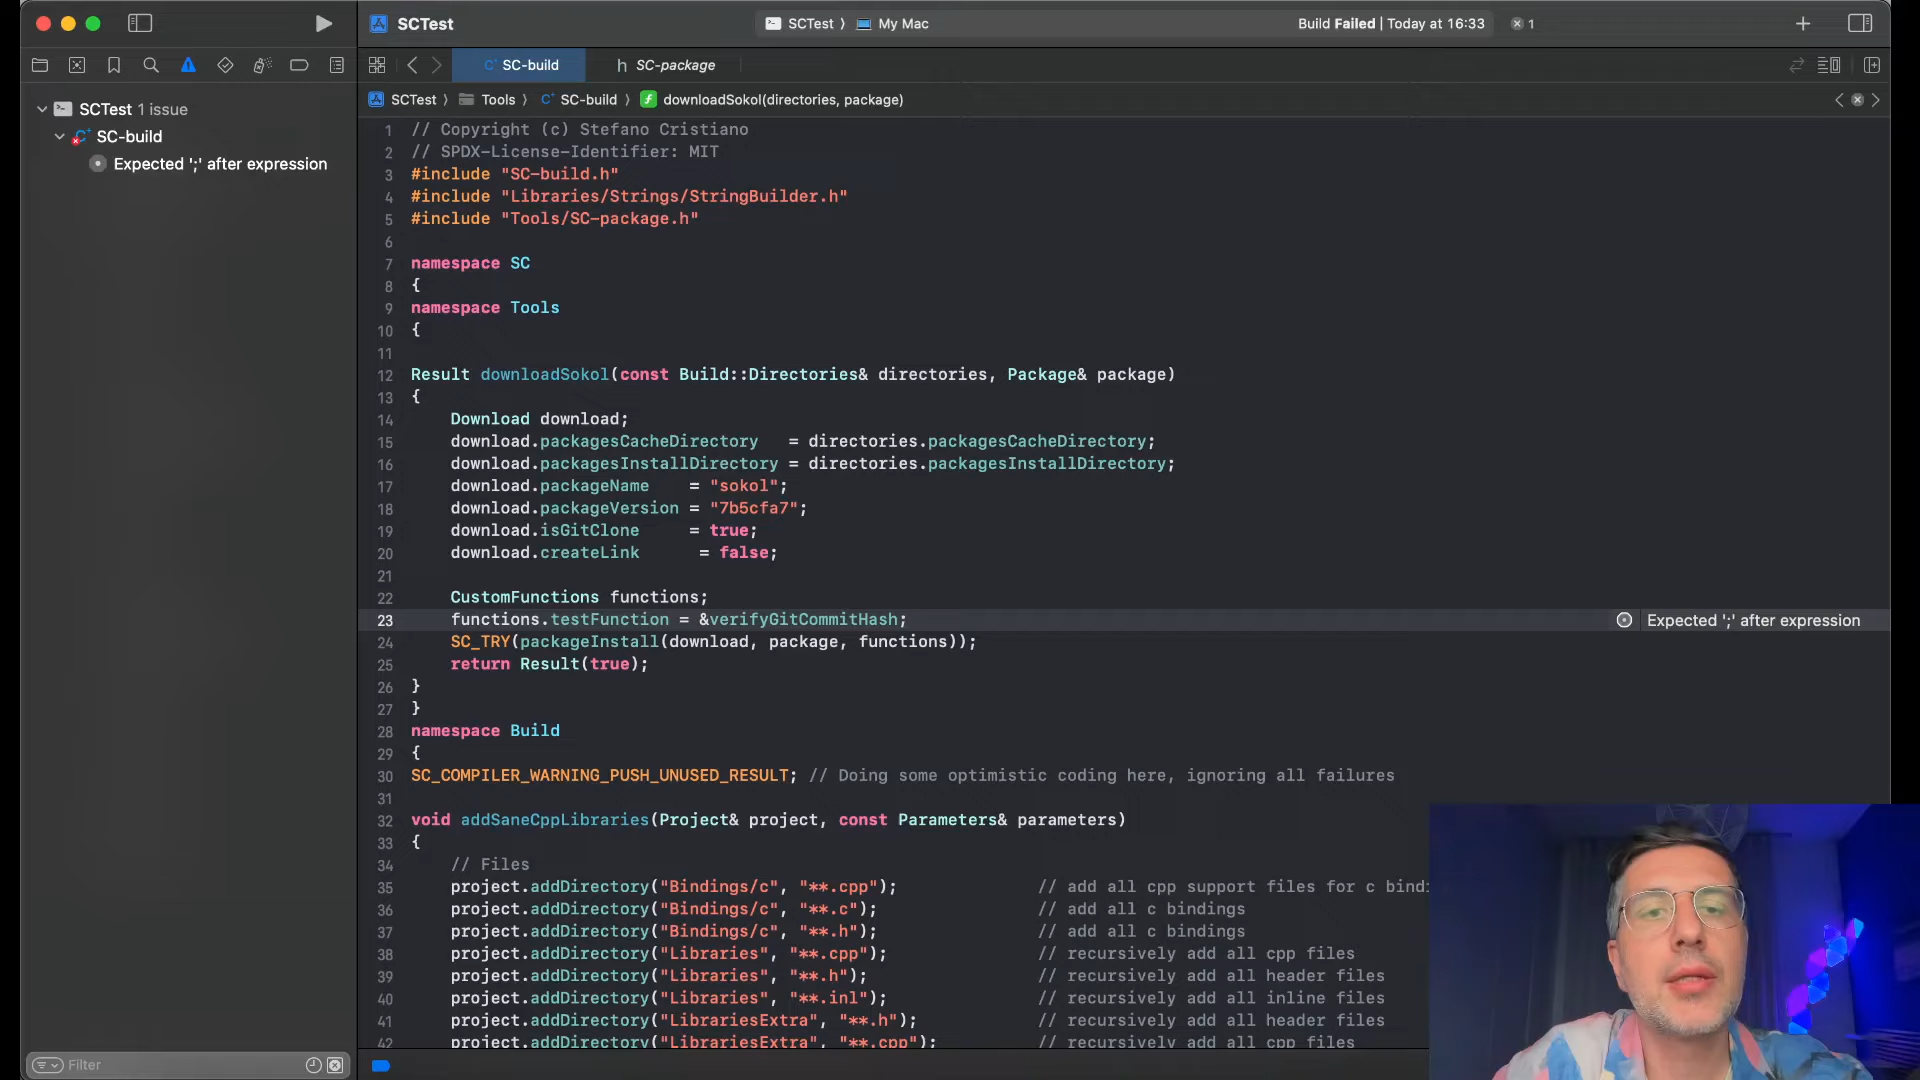 SCTest
SCTest 〉 My Mac
Build Failed | Today at 16:33
1
SC-build
h SC-package
SCTest 1 issue
SC-build
Expected ';' after expression
SCTest 〉 Tools 〉 SC-build 〉 downloadSokol(directories, package)
1 // Copyright (c) Stefano Cristiano
2 // SPDX-License-Identifier: MIT
3 #include "SC-build.h"
4 #include "Libraries/Strings/StringBuilder.h"
5 #include "Tools/SC-package.h"
6
7 namespace SC
8 {
9 namespace Tools
10 {
11
12 Result downloadSokol(const Build::Directories& directories, Package& package)
13 {
14 Download download;
15 download.packagesCacheDirectory = directories.packagesCacheDirectory;
16 download.packagesInstallDirectory = directories.packagesInstallDirectory;
17 download.packageName = "sokol";
18 download.packageVersion = "7b5cfa7";
19 download.isGitClone = true;
20 download.createLink = false;
21
22 CustomFunctions functions;
23 functions.testFunction = &verifyGitCommitHash; Expected ';' after expression
24 SC_TRY(packageInstall(download, package, functions));
25 return Result(true);
26 }
27 }
28 namespace Build
29 {
30 SC_COMPILER_WARNING_PUSH_UNUSED_RESULT; // Doing some optimistic coding here, ignoring all failures
31
32 void addSaneCppLibraries(Project& project, const Parameters& parameters)
33 {
34 // Files
35 project.addDirectory("Bindings/c", "**.cpp"); // add all cpp support files for c bindi
36 project.addDirectory("Bindings/c", "**.c"); // add all c bindings
37 project.addDirectory("Bindings/c", "**.h"); // add all c bindings
38 project.addDirectory("Libraries", "**.cpp"); // recursively add all cpp files
39 project.addDirectory("Libraries", "**.h"); // recursively add all header files
40 project.addDirectory("Libraries", "**.inl"); // recursively add all inline files
41 project.addDirectory("LibrariesExtra", "**.h"); // recursively add all header files
42 project.addDirectory("LibrariesExtra", "**.cpp"); // recursively add all cpp files
Filter